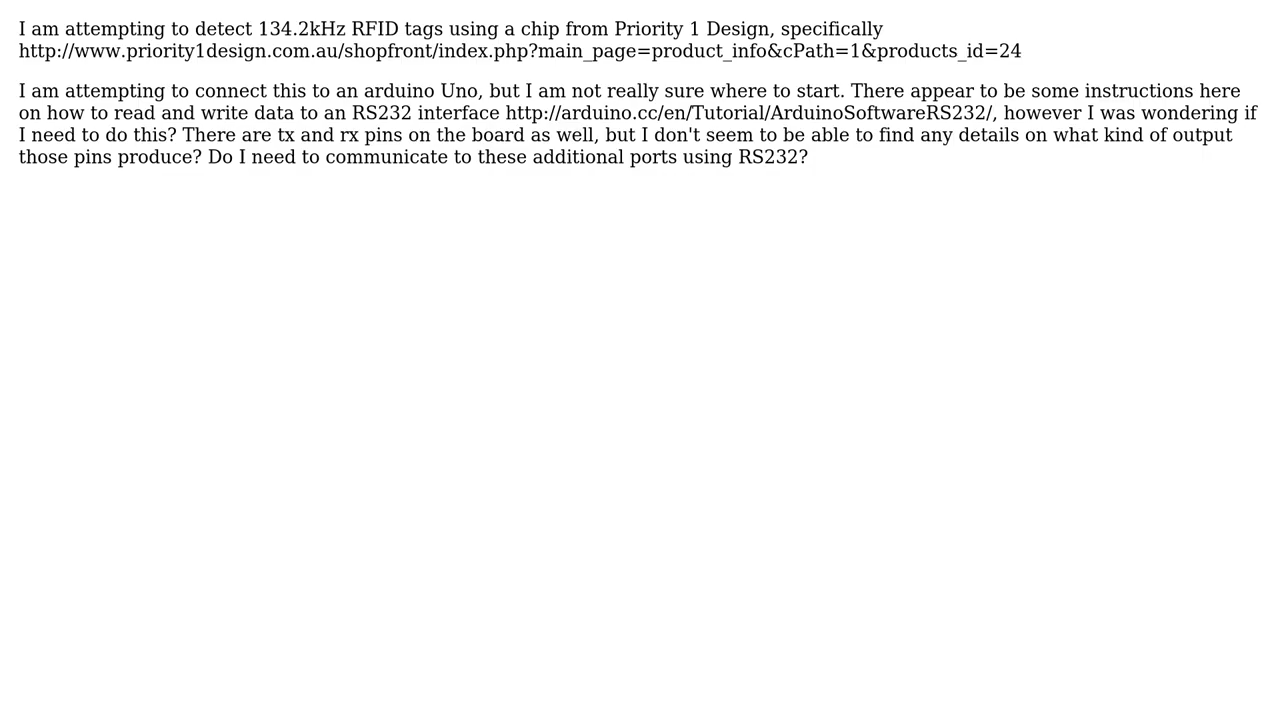 I am attempting to detect 134.2kHz RFID tags using a chip from Priority 1 Design, specifically
http://www.priority1design.com.au/shopfront/index.php?main_page=product_info&cPath=1&products_id=24
I am attempting to connect this to an arduino Uno, but I am not really sure where to start. There appear to be some instructions here
on how to read and write data to an RS232 interface http://arduino.cc/en/Tutorial/ArduinoSoftwareRS232/, however I was wondering if
I need to do this? There are tx and rx pins on the board as well, but I don't seem to be able to find any details on what kind of output
those pins produce? Do I need to communicate to these additional ports using RS232?